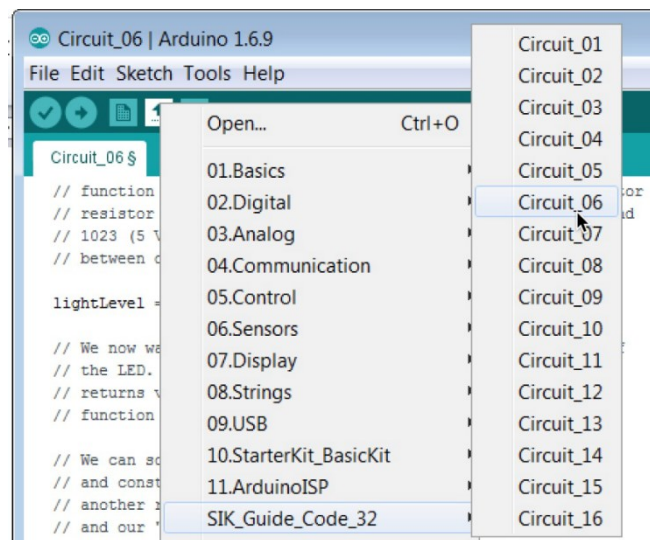 Circuit_06 | Arduino 1.6.9
File Edit Sketch Tools Help
Circuit_06 §
// function
// resistor
// 1023 (5 V
// between
lightLevel =
// We now wa
// the LED.
// returns v
// function
// We can sc
// and const
// another r
// and our '
Open... Ctrl+O
01.Basics
02.Digital
03.Analog
04.Communication
05.Control
06.Sensors
07.Display
08.Strings
09.USB
10.StarterKit_BasicKit
11.ArduinoISP
SIK_Guide_Code_32
Circuit_01
Circuit_02
Circuit_03
Circuit_04
Circuit_05
Circuit_06
Circuit_07
Circuit_08
Circuit_09
Circuit_10
Circuit_11
Circuit_12
Circuit_13
Circuit_14
Circuit_15
Circuit_16